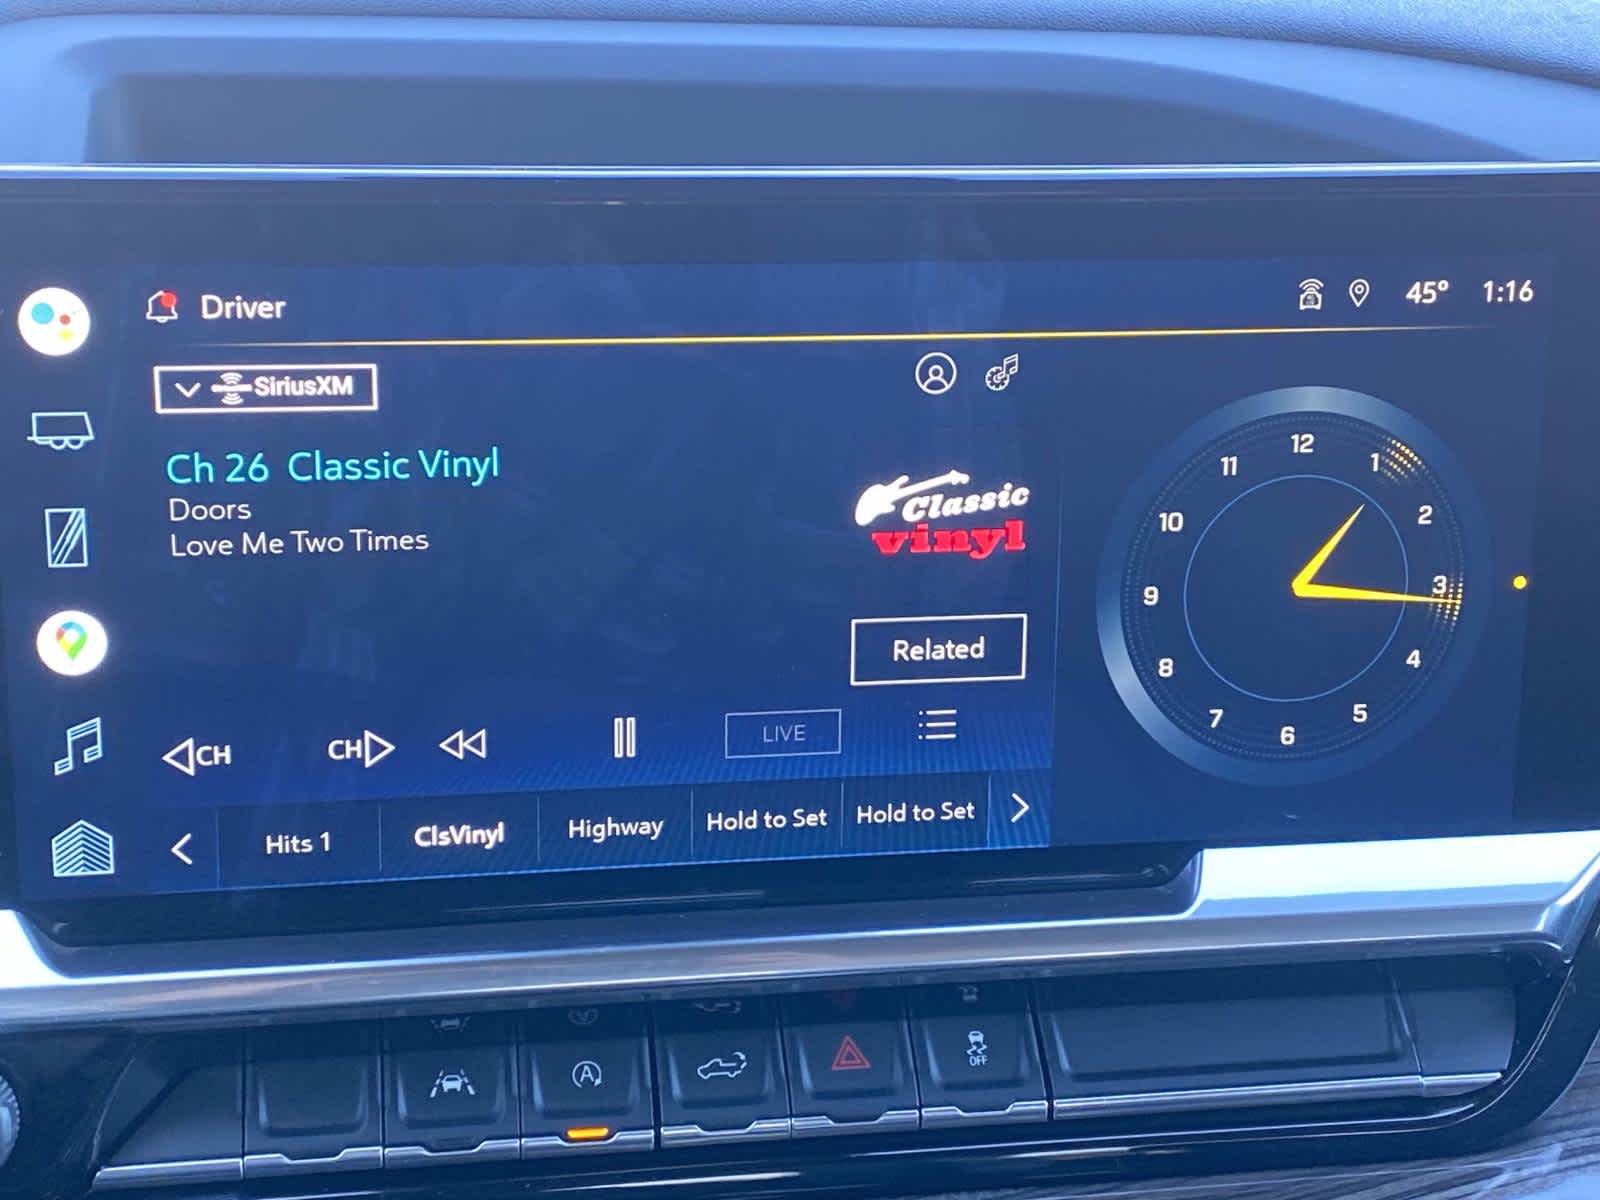 Driver
45° 1:16
SiriusXM
Ch 26 Classic Vinyl
Doors
Love Me Two Times
Classic
vinyl
Related
CH
CH
LIVE
Hits 1
ClsVinyl
Highway
Hold to Set
Hold to Set
12
1
2
3
4
5
6
7
8
9
10
11
A
OFF